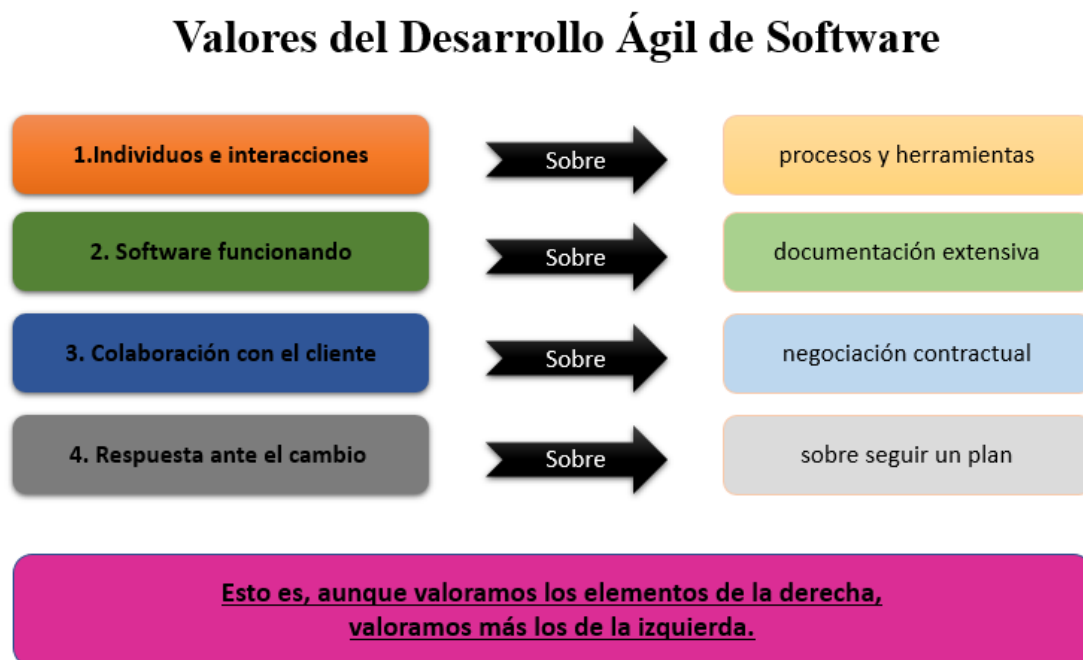 Valores del Desarrollo Ágil de Software
1.Individuos e interacciones
Sobre
procesos y herramientas
2. Software funcionando
Sobre
documentación extensiva
3. Colaboración con el cliente
Sobre
negociación contractual
4. Respuesta ante el cambio
Sobre
sobre seguir un plan
Esto es, aunque valoramos los elementos de la derecha,
valoramos más los de la izquierda.